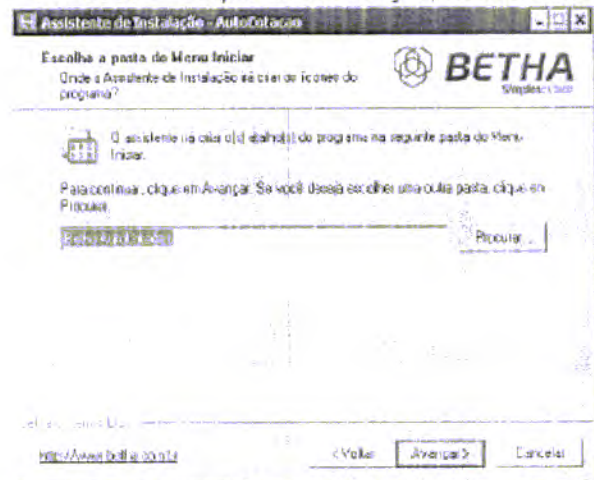 Assistente de Instalação - AutoCotacao
Escolha a pasta do Menu Iniciar
Onde o Assistente de Instalação irá criar os ícones do
programa?
BETHA
O assistente irá criar o(s) atalho(s) do programa na seguinte pasta do Menu
Iniciar.
Para continuar, clique em Avançar. Se você deseja escolher uma outra pasta, clique em
Procurar.
Procurar...
http://www.betha.com.br
< Voltar
Avançar >
Cancelar